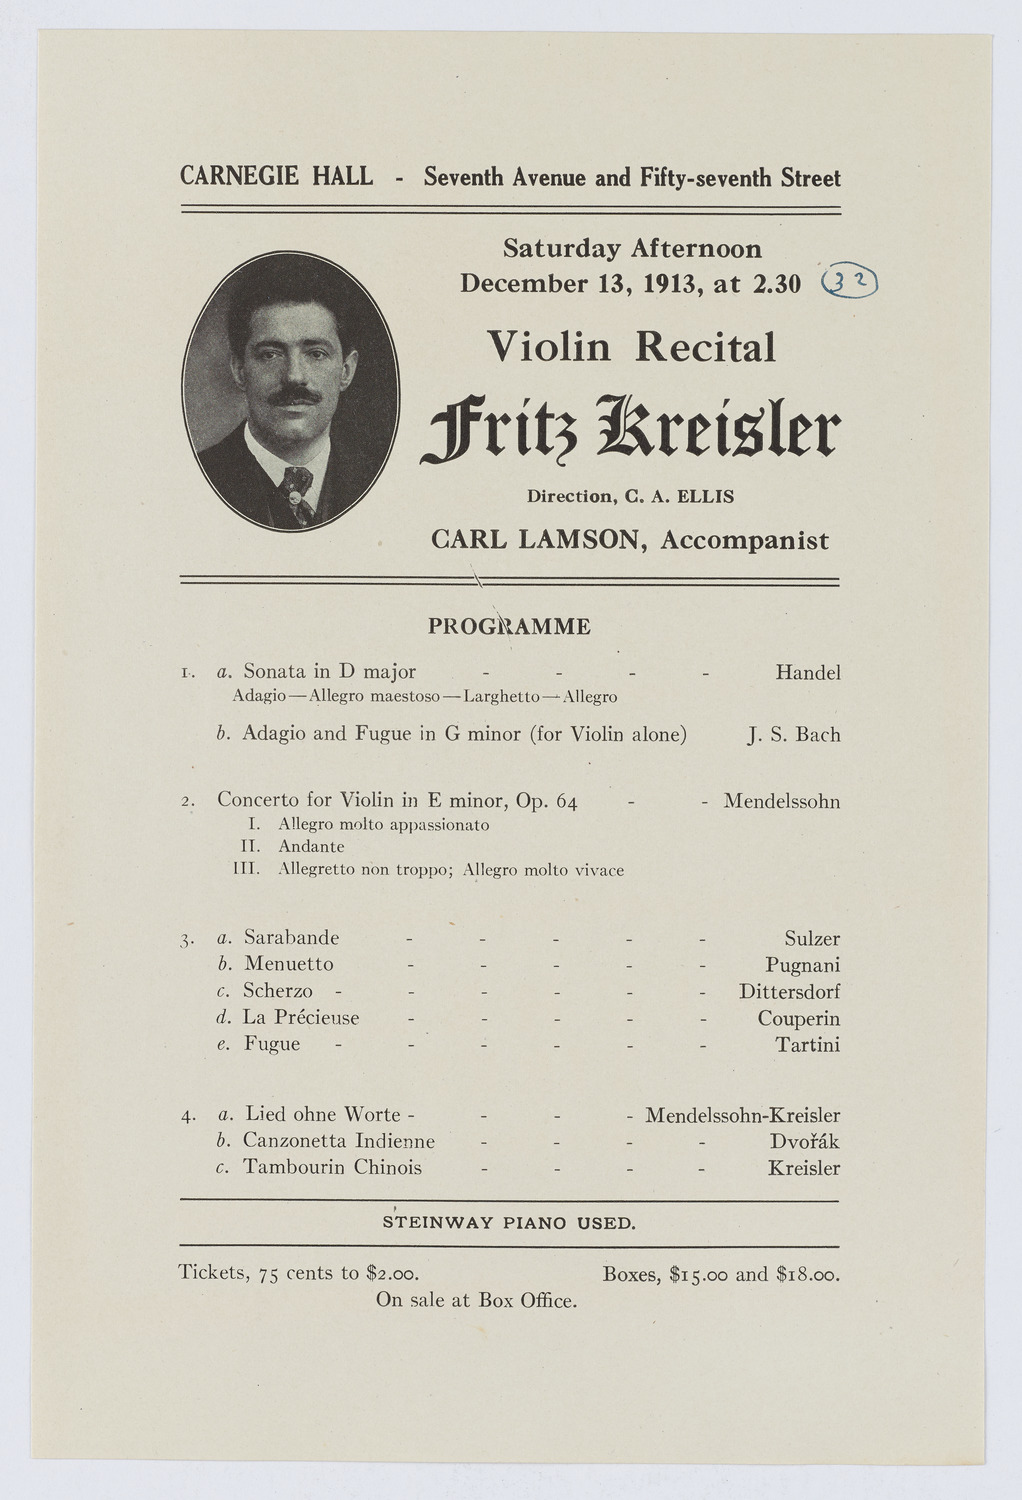 CARNEGIE HALL - Seventh Avenue and Fifty-seventh Street
Saturday Afternoon
December 13, 1913, at 2.30 32
Violin Recital
Fritz Kreisler
Direction, C. A. ELLIS
CARL LAMSON, Accompanist
PROGRAMME
1. a. Sonata in D major - - - - Handel
Adagio—Allegro maestoso—Larghetto—Allegro
b. Adagio and Fugue in G minor (for Violin alone) J. S. Bach
2. Concerto for Violin in E minor, Op. 64 - - Mendelssohn
I. Allegro molto appassionato
II. Andante
III. Allegretto non troppo; Allegro molto vivace
3. a. Sarabande - - - - - Sulzer
b. Menuetto - - - - - Pugnani
c. Scherzo - - - - - - Dittersdorf
d. La Précieuse - - - - - Couperin
e. Fugue - - - - - - Tartini
4. a. Lied ohne Worte - - - - Mendelssohn-Kreisler
b. Canzonetta Indienne - - - - Dvořák
c. Tambourin Chinois - - - - Kreisler
STEINWAY PIANO USED.
Tickets, 75 cents to $2.00. Boxes, $15.00 and $18.00.
On sale at Box Office.